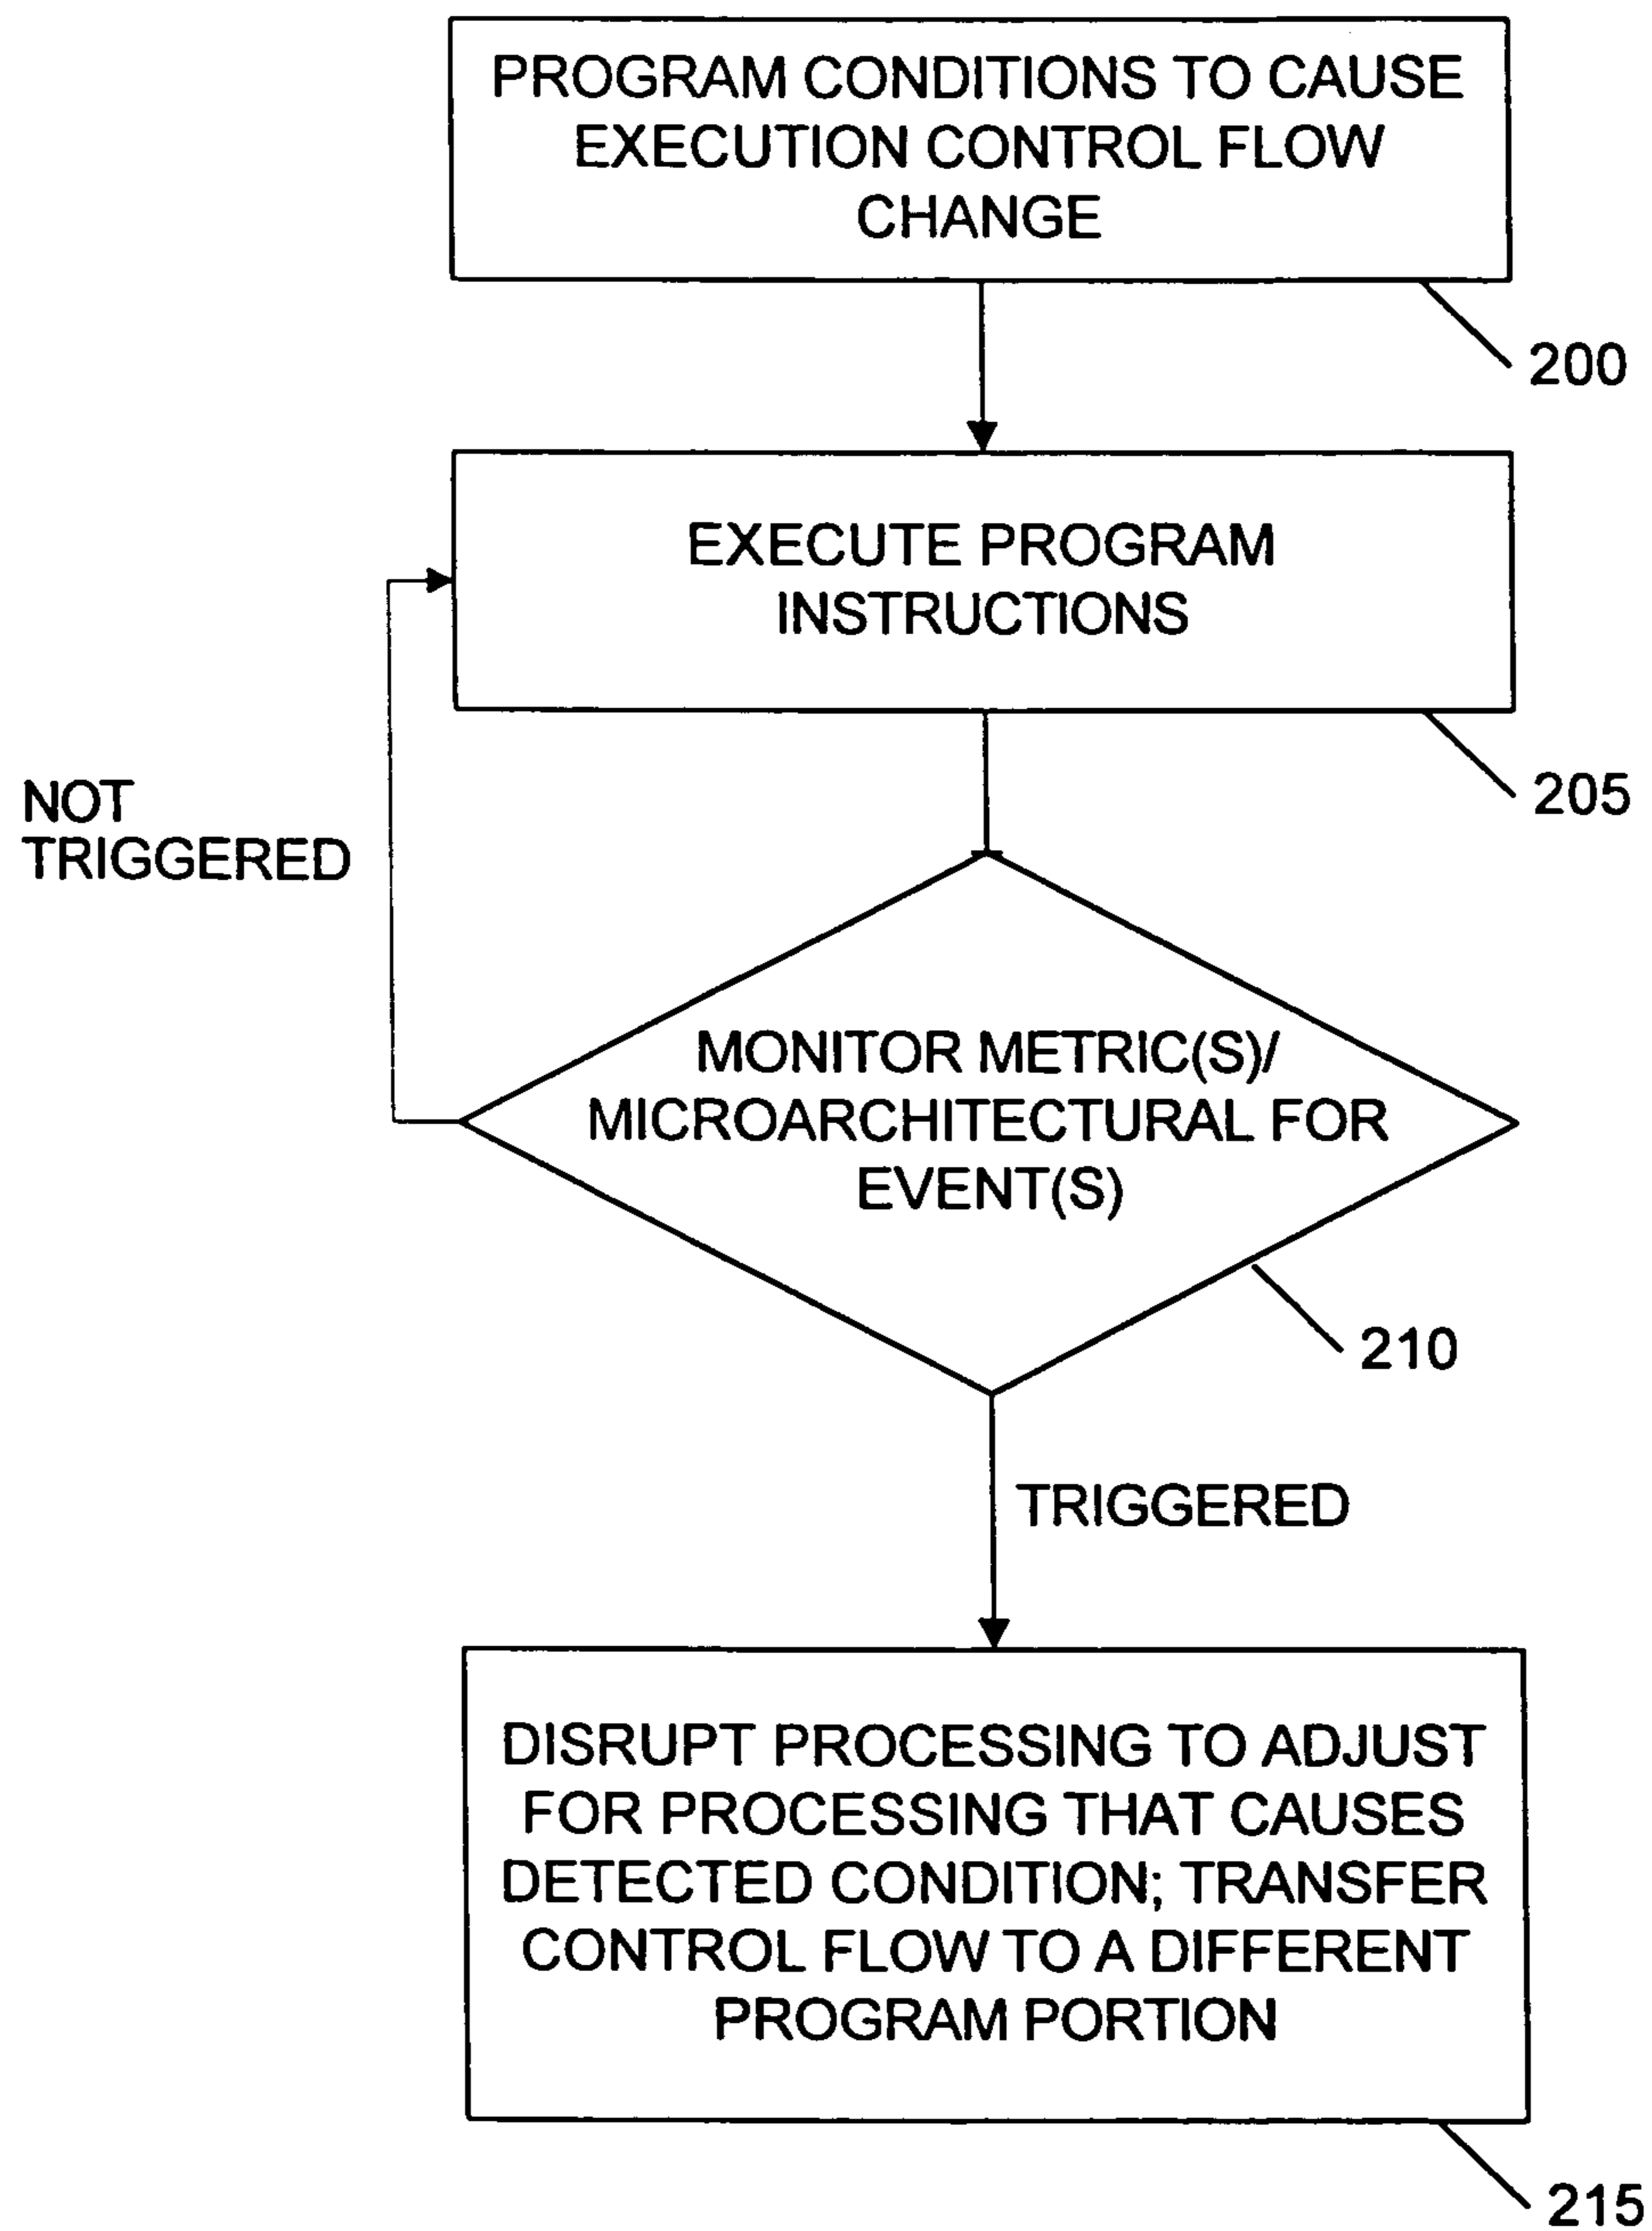 PROGRAM CONDITIONS TO CAUSE
EXECUTION CONTROL FLOW
CHANGE
200
EXECUTE PROGRAM
INSTRUCTIONS
205
NOT
TRIGGERED
MONITOR METRIC(S)/
MICROARCHITECTURAL FOR
EVENT(S)
210
TRIGGERED
DISRUPT PROCESSING TO ADJUST
FOR PROCESSING THAT CAUSES
DETECTED CONDITION; TRANSFER
CONTROL FLOW TO A DIFFERENT
PROGRAM PORTION
215